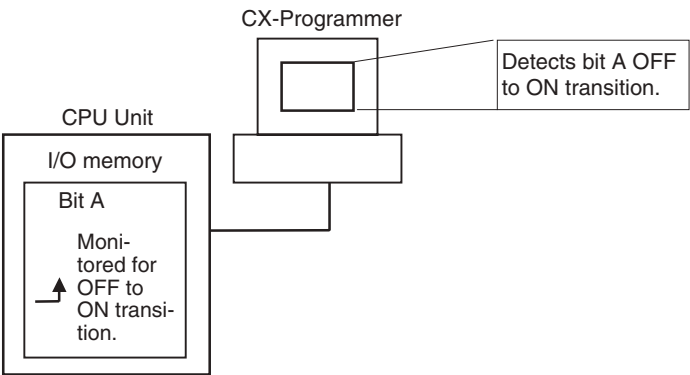 CX-Programmer
Detects bit A OFF
to ON transition.
CPU Unit
I/O memory
Bit A
Moni-
tored for
OFF to
ON transi-
tion.